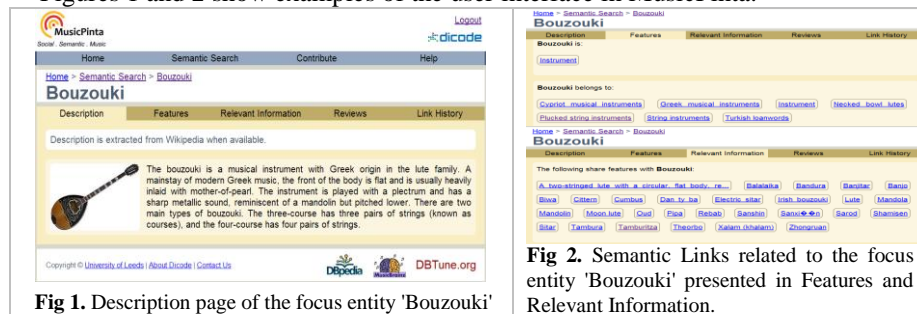 Figures 1 and 2 show examples of the user interface in MusicPinta.
MusicPinta
Social . Semantic . Music
Logout
dicode
Home Semantic Search Contribute Help
Home > Semantic Search > Bouzouki
Bouzouki
Description Features Relevant Information Reviews Link History
Description is extracted from Wikipedia when available.
The bouzouki is a musical instrument with Greek origin in the lute family. A
mainstay of modern Greek music, the front of the body is flat and is usually heavily
inlaid with mother-of-pearl. The instrument is played with a plectrum and has a
sharp metallic sound, reminiscent of a mandolin but pitched lower. There are two
main types of bouzouki. The three-course has three pairs of strings (known as
courses), and the four-course has four pairs of strings.
Copyright © University of Leeds | About Dicode | Contact Us
DBpedia MusicBrainz DBTune.org
Fig 1. Description page of the focus entity 'Bouzouki'
Home > Semantic Search > Bouzouki
Bouzouki
Description Features Relevant Information Reviews Link History
Bouzouki is:
Instrument
Bouzouki belongs to:
Cypriot musical instruments Greek musical instruments Instrument Necked bowl lutes
Plucked string instruments String instruments Turkish loanwords
Home > Semantic Search > Bouzouki
Bouzouki
Description Features Relevant Information Reviews Link History
The following share features with Bouzouki:
A two-stringed lute with a circular, flat body, re... Balalaika Bandura Banjitar Banjo
Biwa Cittern Cumbus Dan ty ba Electric sitar Irish bouzouki Lute Mandola
Mandolin Moon lute Oud Pipa Rebab Sanshin Sanxi��n Sarod Shamisen
Sitar Tambura Tamburitza Theorbo Xalam (khalam) Zhongruan
Fig 2. Semantic Links related to the focus
entity 'Bouzouki' presented in Features and
Relevant Information.